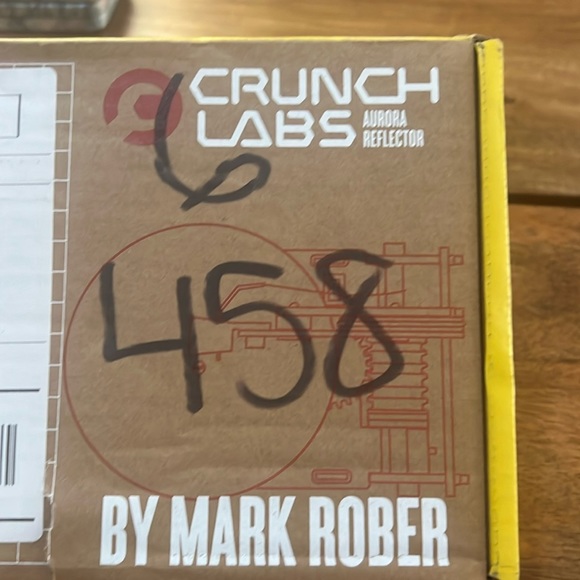 CRUNCH
LABS
AURORA
REFLECTOR
6
458
BY MARK ROBER